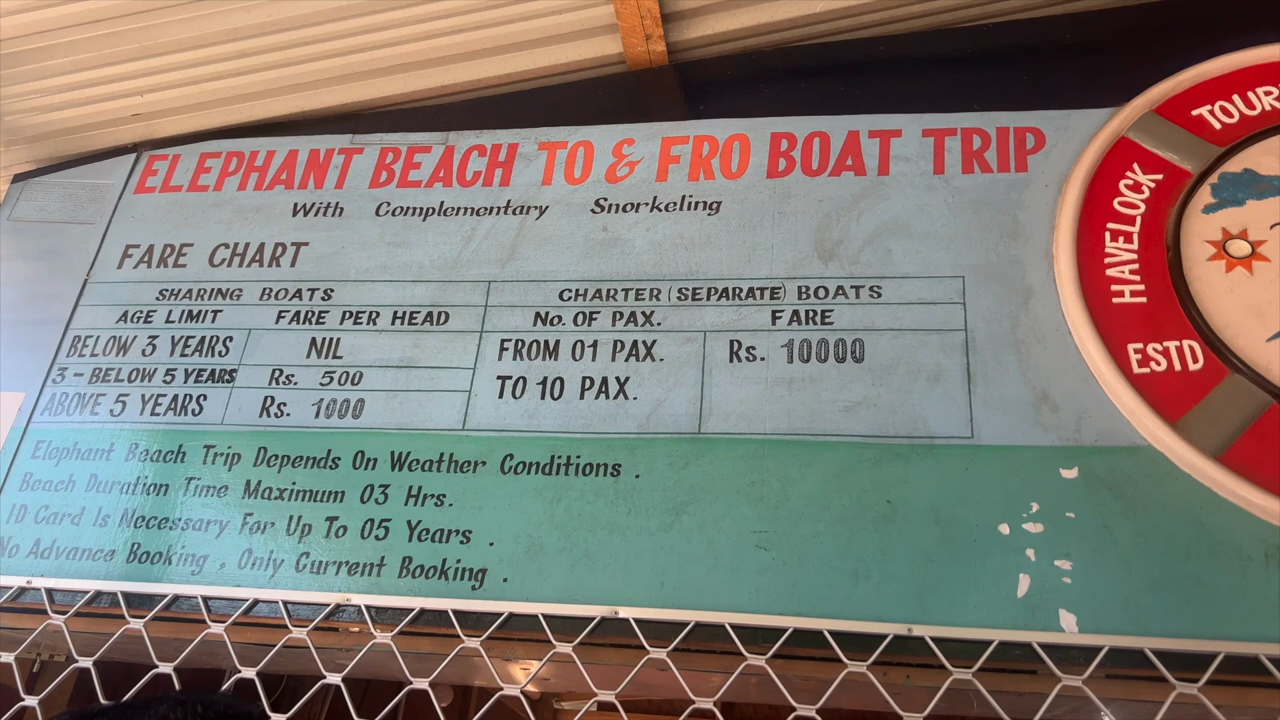 ELEPHANT BEACH TO & FRO BOAT TRIP
With Complementary Snorkeling
FARE CHART
SHARING BOATS CHARTER (SEPARATE) BOATS
AGE LIMIT FARE PER HEAD No. OF PAX. FARE
BELOW 3 YEARS NIL FROM 01 PAX. Rs. 10000
3 - BELOW 5 YEARS Rs. 500 TO 10 PAX.
ABOVE 5 YEARS Rs. 1000
Elephant Beach Trip Depends On Weather Conditions .
Beach Duration Time Maximum 03 Hrs.
ID Card Is Necessary For Up To 05 Years .
No Advance Booking , Only Current Booking .
TOUR
HAVELOCK
ESTD